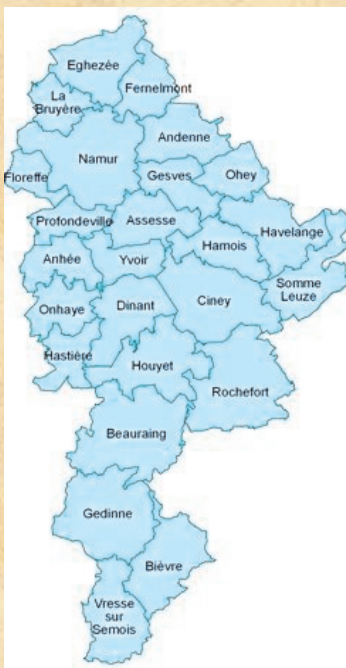 Eghezée
Fernelmont
La
Bruyère
Andenne
Namur
Floreffe
Gesves
Ohey
Profondeville
Assesse
Havelange
Hamois
Anhée
Yvoir
Somme
Leuze
Onhaye
Dinant
Ciney
Hastière
Houyet
Rochefort
Beauraing
Gedinne
Bièvre
Vresse
sur
Semois